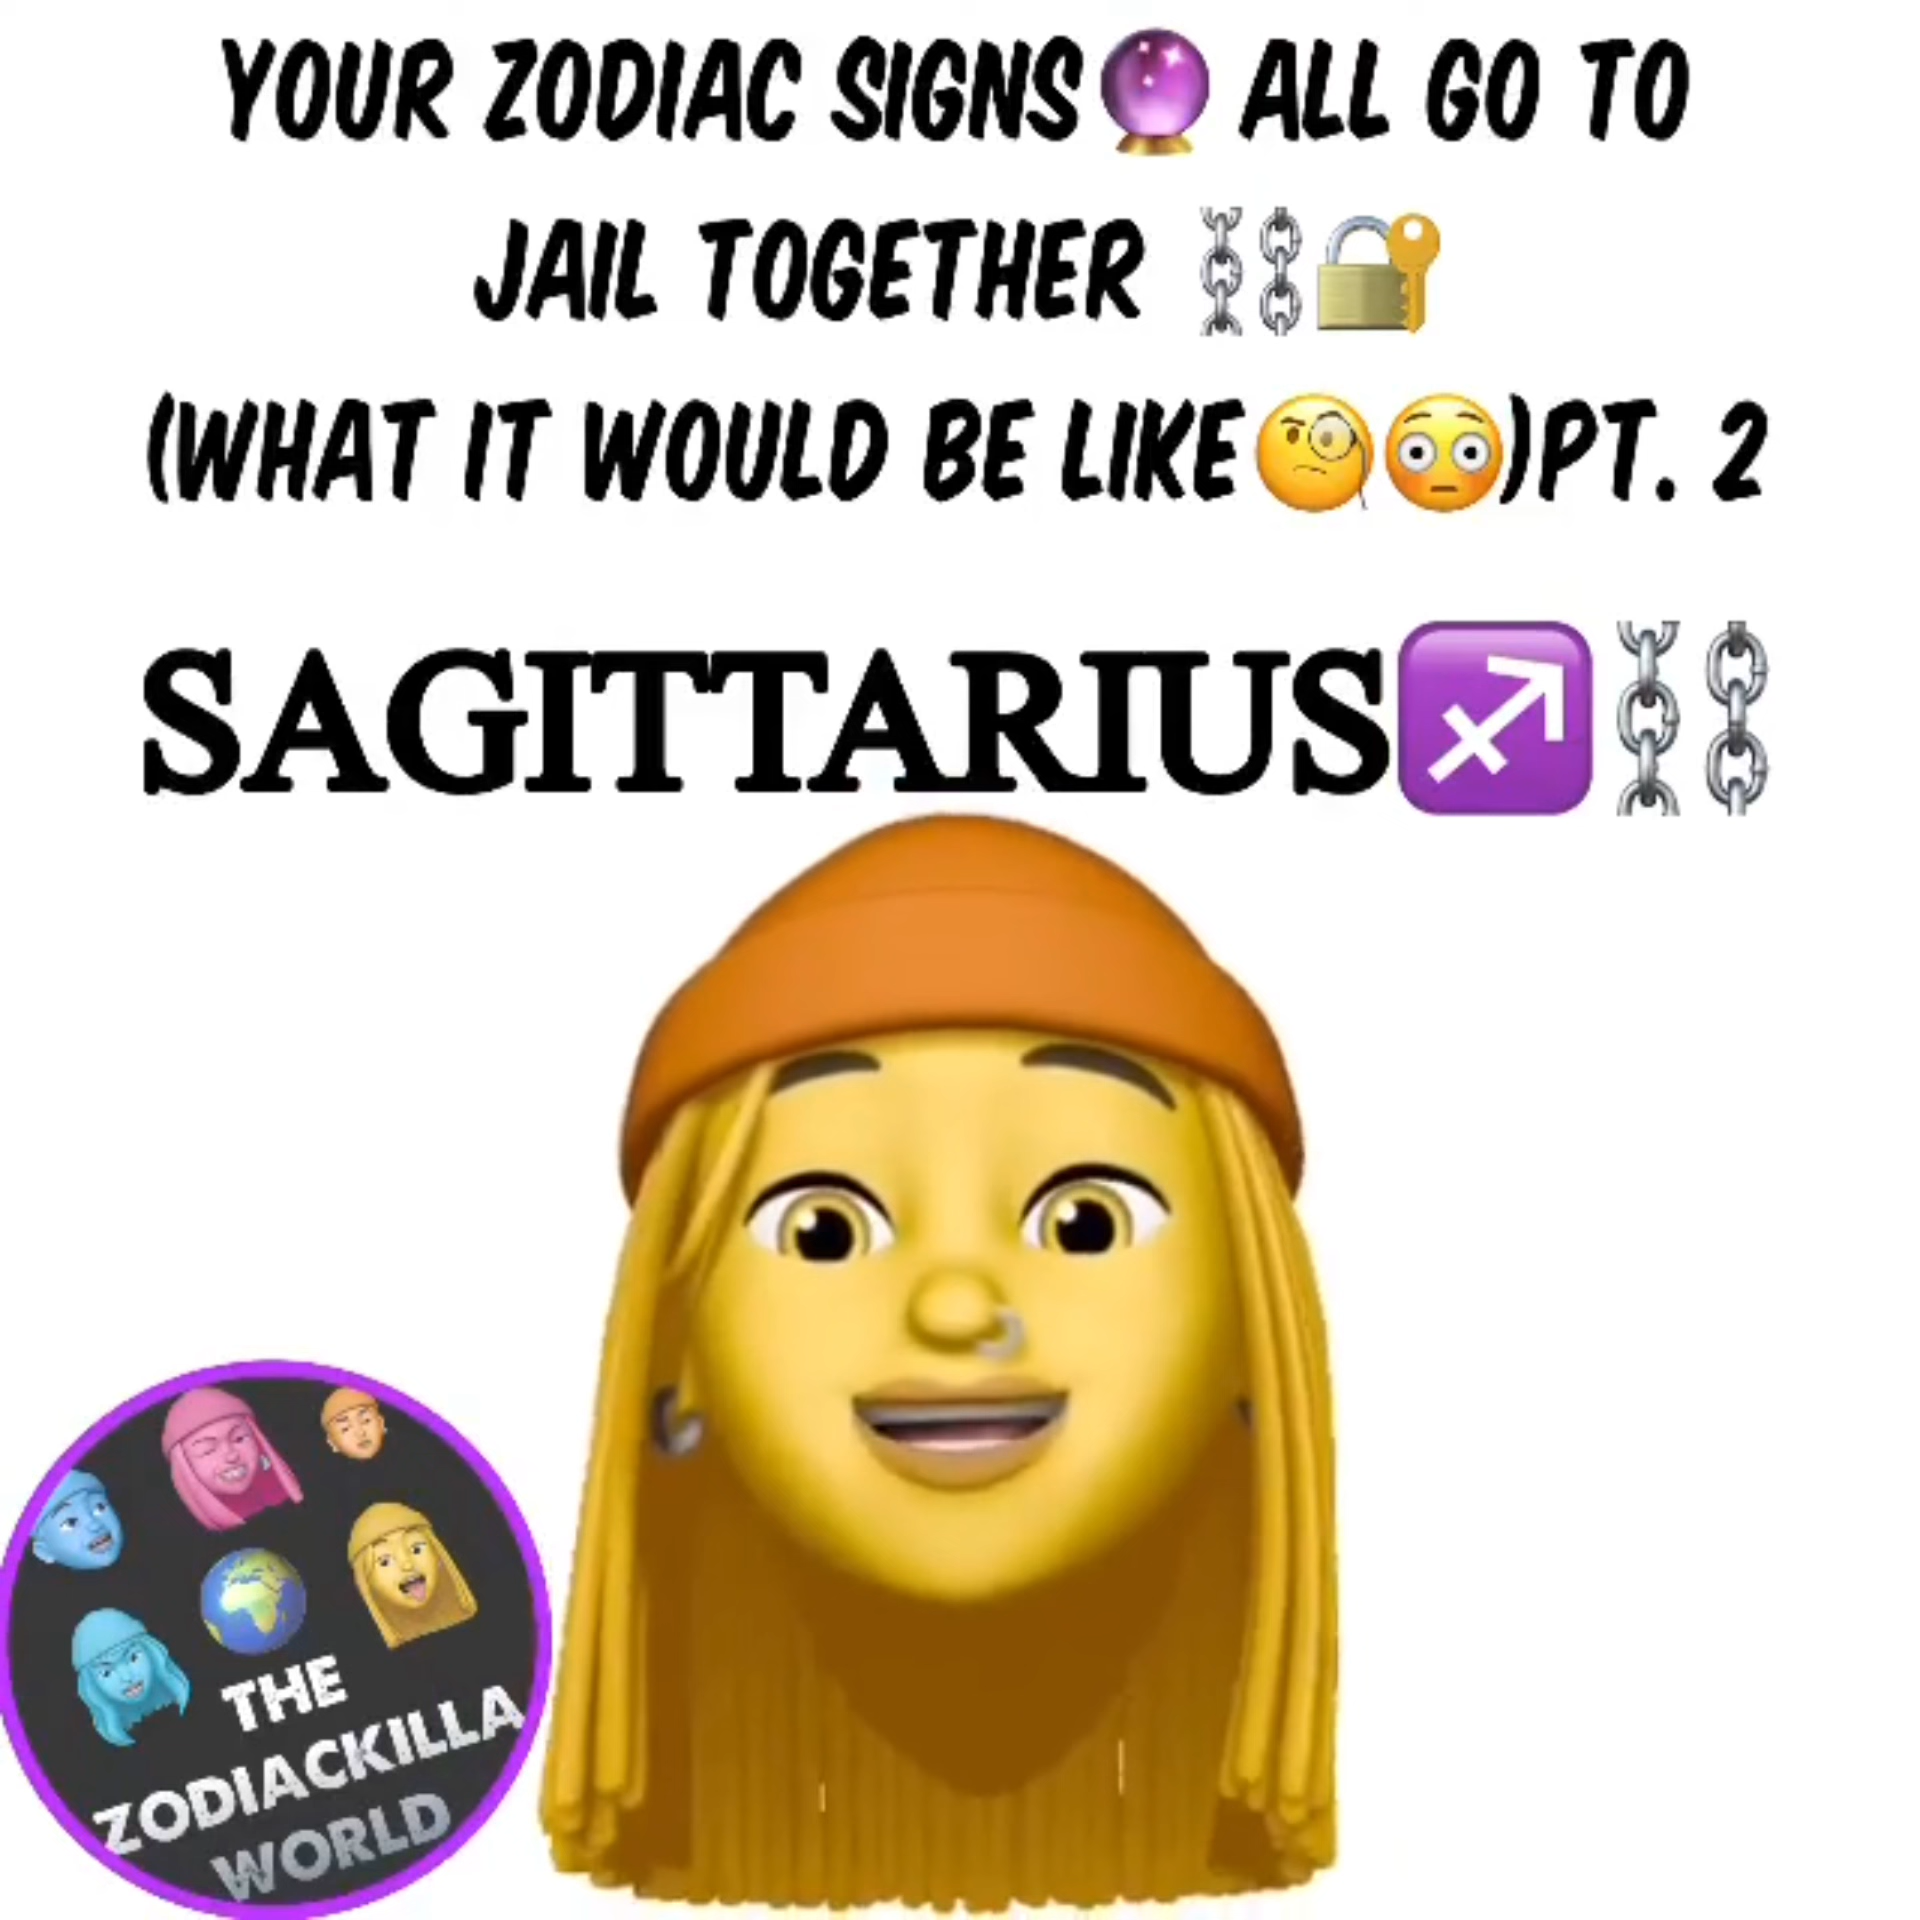 YOUR ZODIAC SIGNS🔮 ALL GO TO
JAIL TOGETHER ⛓️🔐
(WHAT IT WOULD BE LIKE🧐😳)PT. 2
SAGITTARIUS♐⛓️
THE
ZODIACKILLA
WORLD